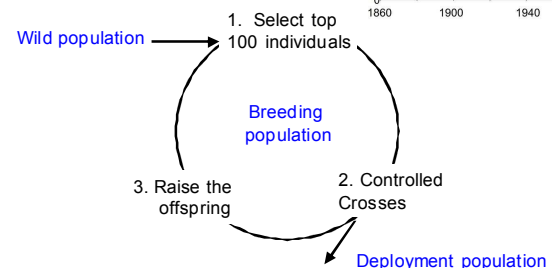 0
1860 1900 1940
1. Select top
100 individuals
Wild population
Breeding
population
3. Raise the
offspring
2. Controlled
Crosses
Deployment population